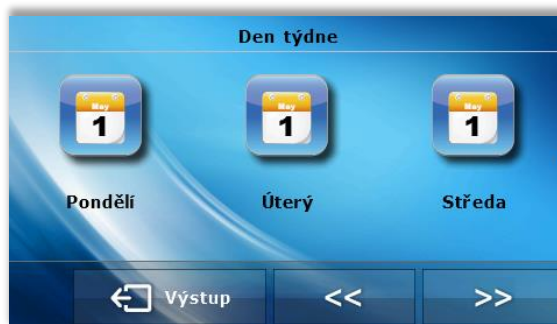 Den týdne
May May May
1 1 1
Pondělí Úterý Středa
Výstup << >>